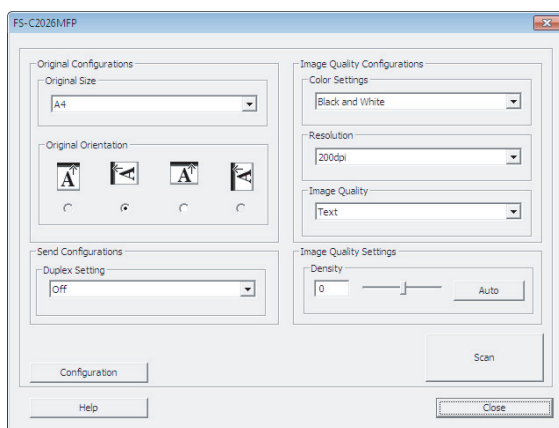 FS-C2026MFP
Original Configurations
Original Size
A4
Original Orientation
A
A
A
A
Send Configurations
Duplex Setting
Off
Image Quality Configurations
Color Settings
Black and White
Resolution
200dpi
Image Quality
Text
Image Quality Settings
Density
0
Auto
Configuration
Scan
Help
Close